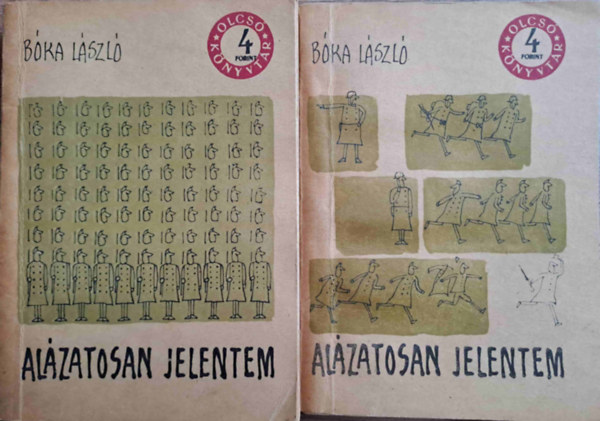 BÓKA LÁSZLÓ
OLCSÓ
4
FORINT
KÖNYVTÁR
ALÁZATOSAN JELENTEM
BÓKA LÁSZLÓ
OLCSÓ
4
FORINT
KÖNYVTÁR
ALÁZATOSAN JELENTEM